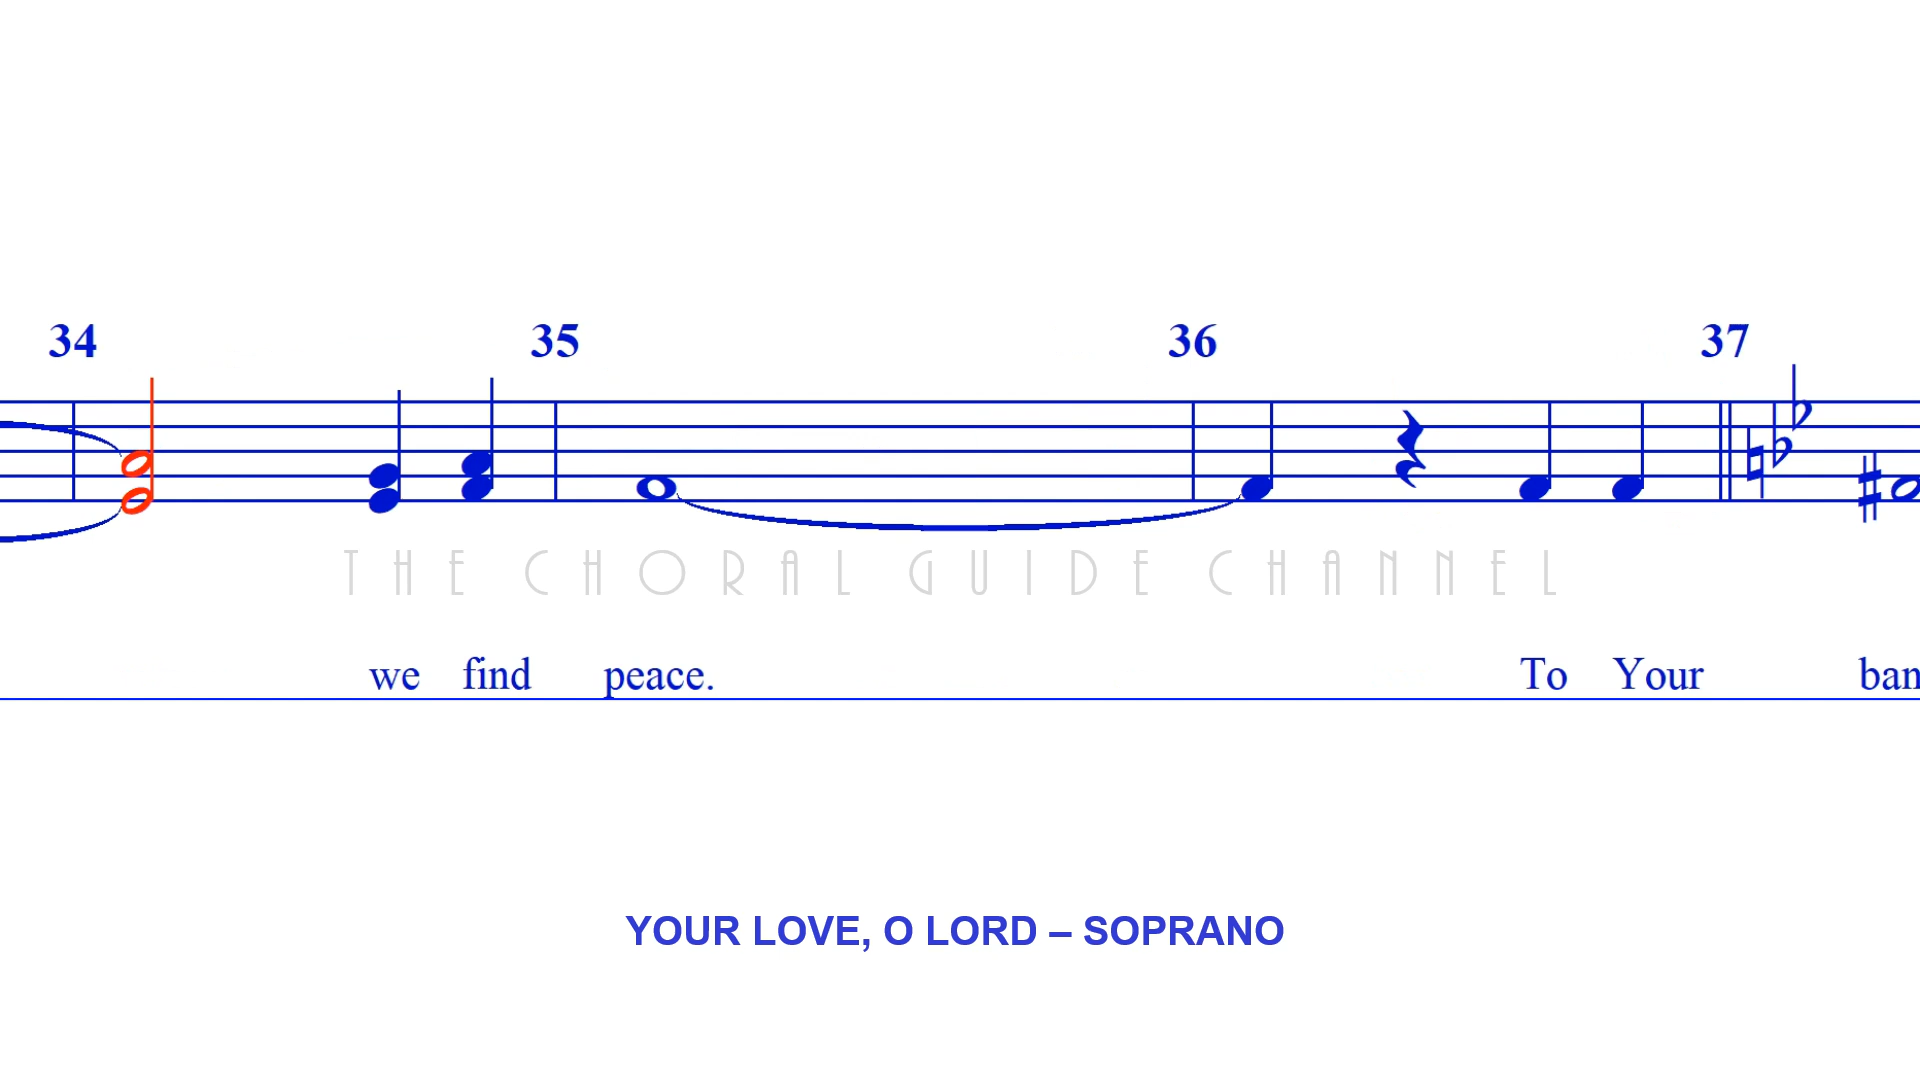 34 35 36 37
THE CHORAL GUIDE CHANNEL
we find peace. To Your ban
YOUR LOVE, O LORD – SOPRANO